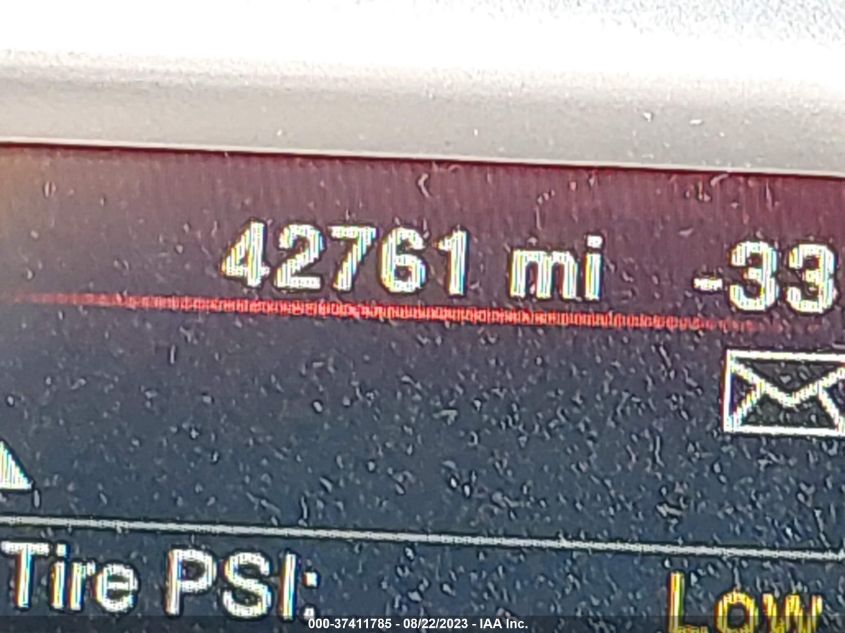 42761 mi -33
Tire PSI: Low
000-37411785 - 08/22/2023 - IAA Inc.